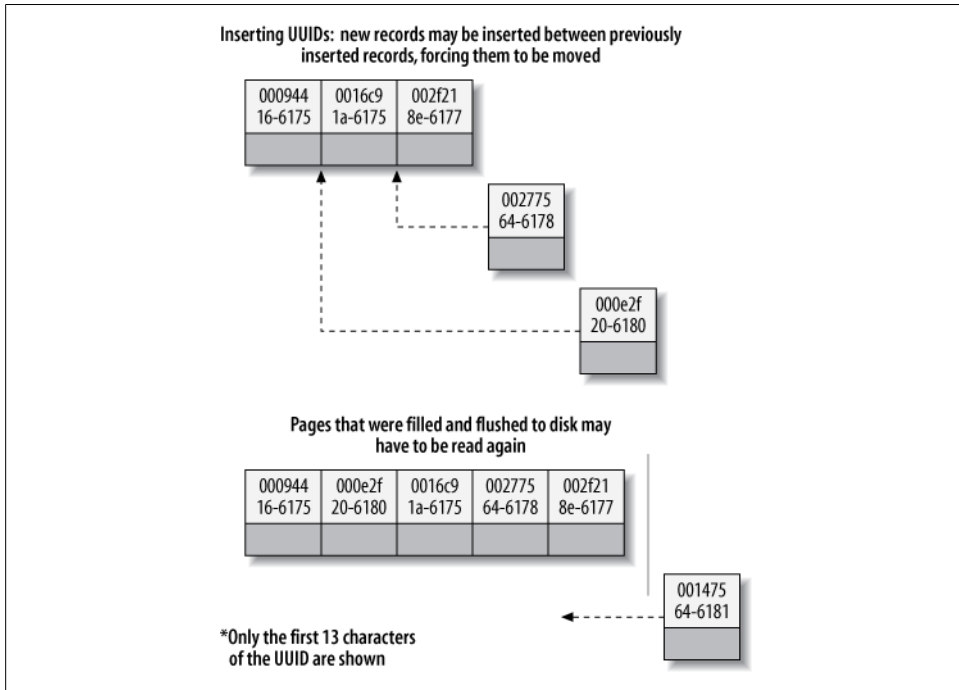 Inserting UUIDs: new records may be inserted between previously
inserted records, forcing them to be moved
000944 0016c9 002f21
16-6175 1a-6175 8e-6177
002775
64-6178
000e2f
20-6180
Pages that were filled and flushed to disk may
have to be read again
000944 000e2f 0016c9 002775 002f21
16-6175 20-6180 1a-6175 64-6178 8e-6177
001475
64-6181
*Only the first 13 characters
of the UUID are shown